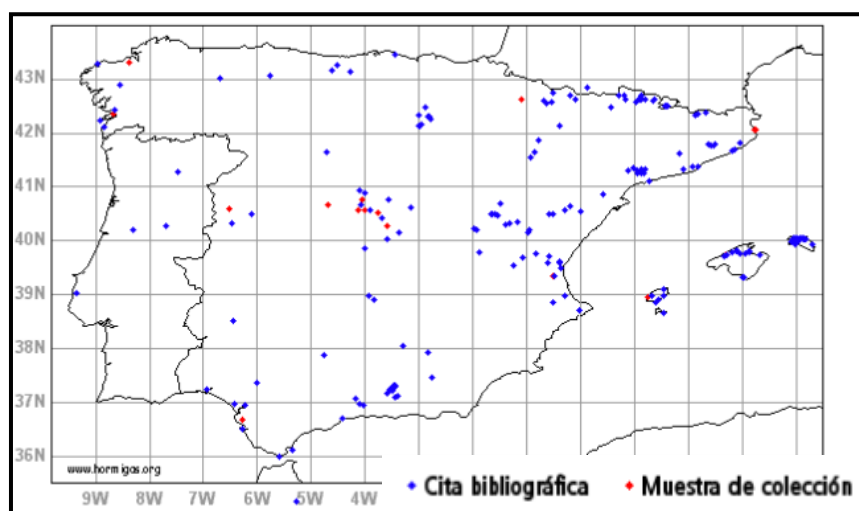 43N
42N
41N
40N
39N
38N
37N
36N
www.hormigas.org
Cita bibliográfica
Muestra de colección
9W 8W 7W 6W 5W 4W